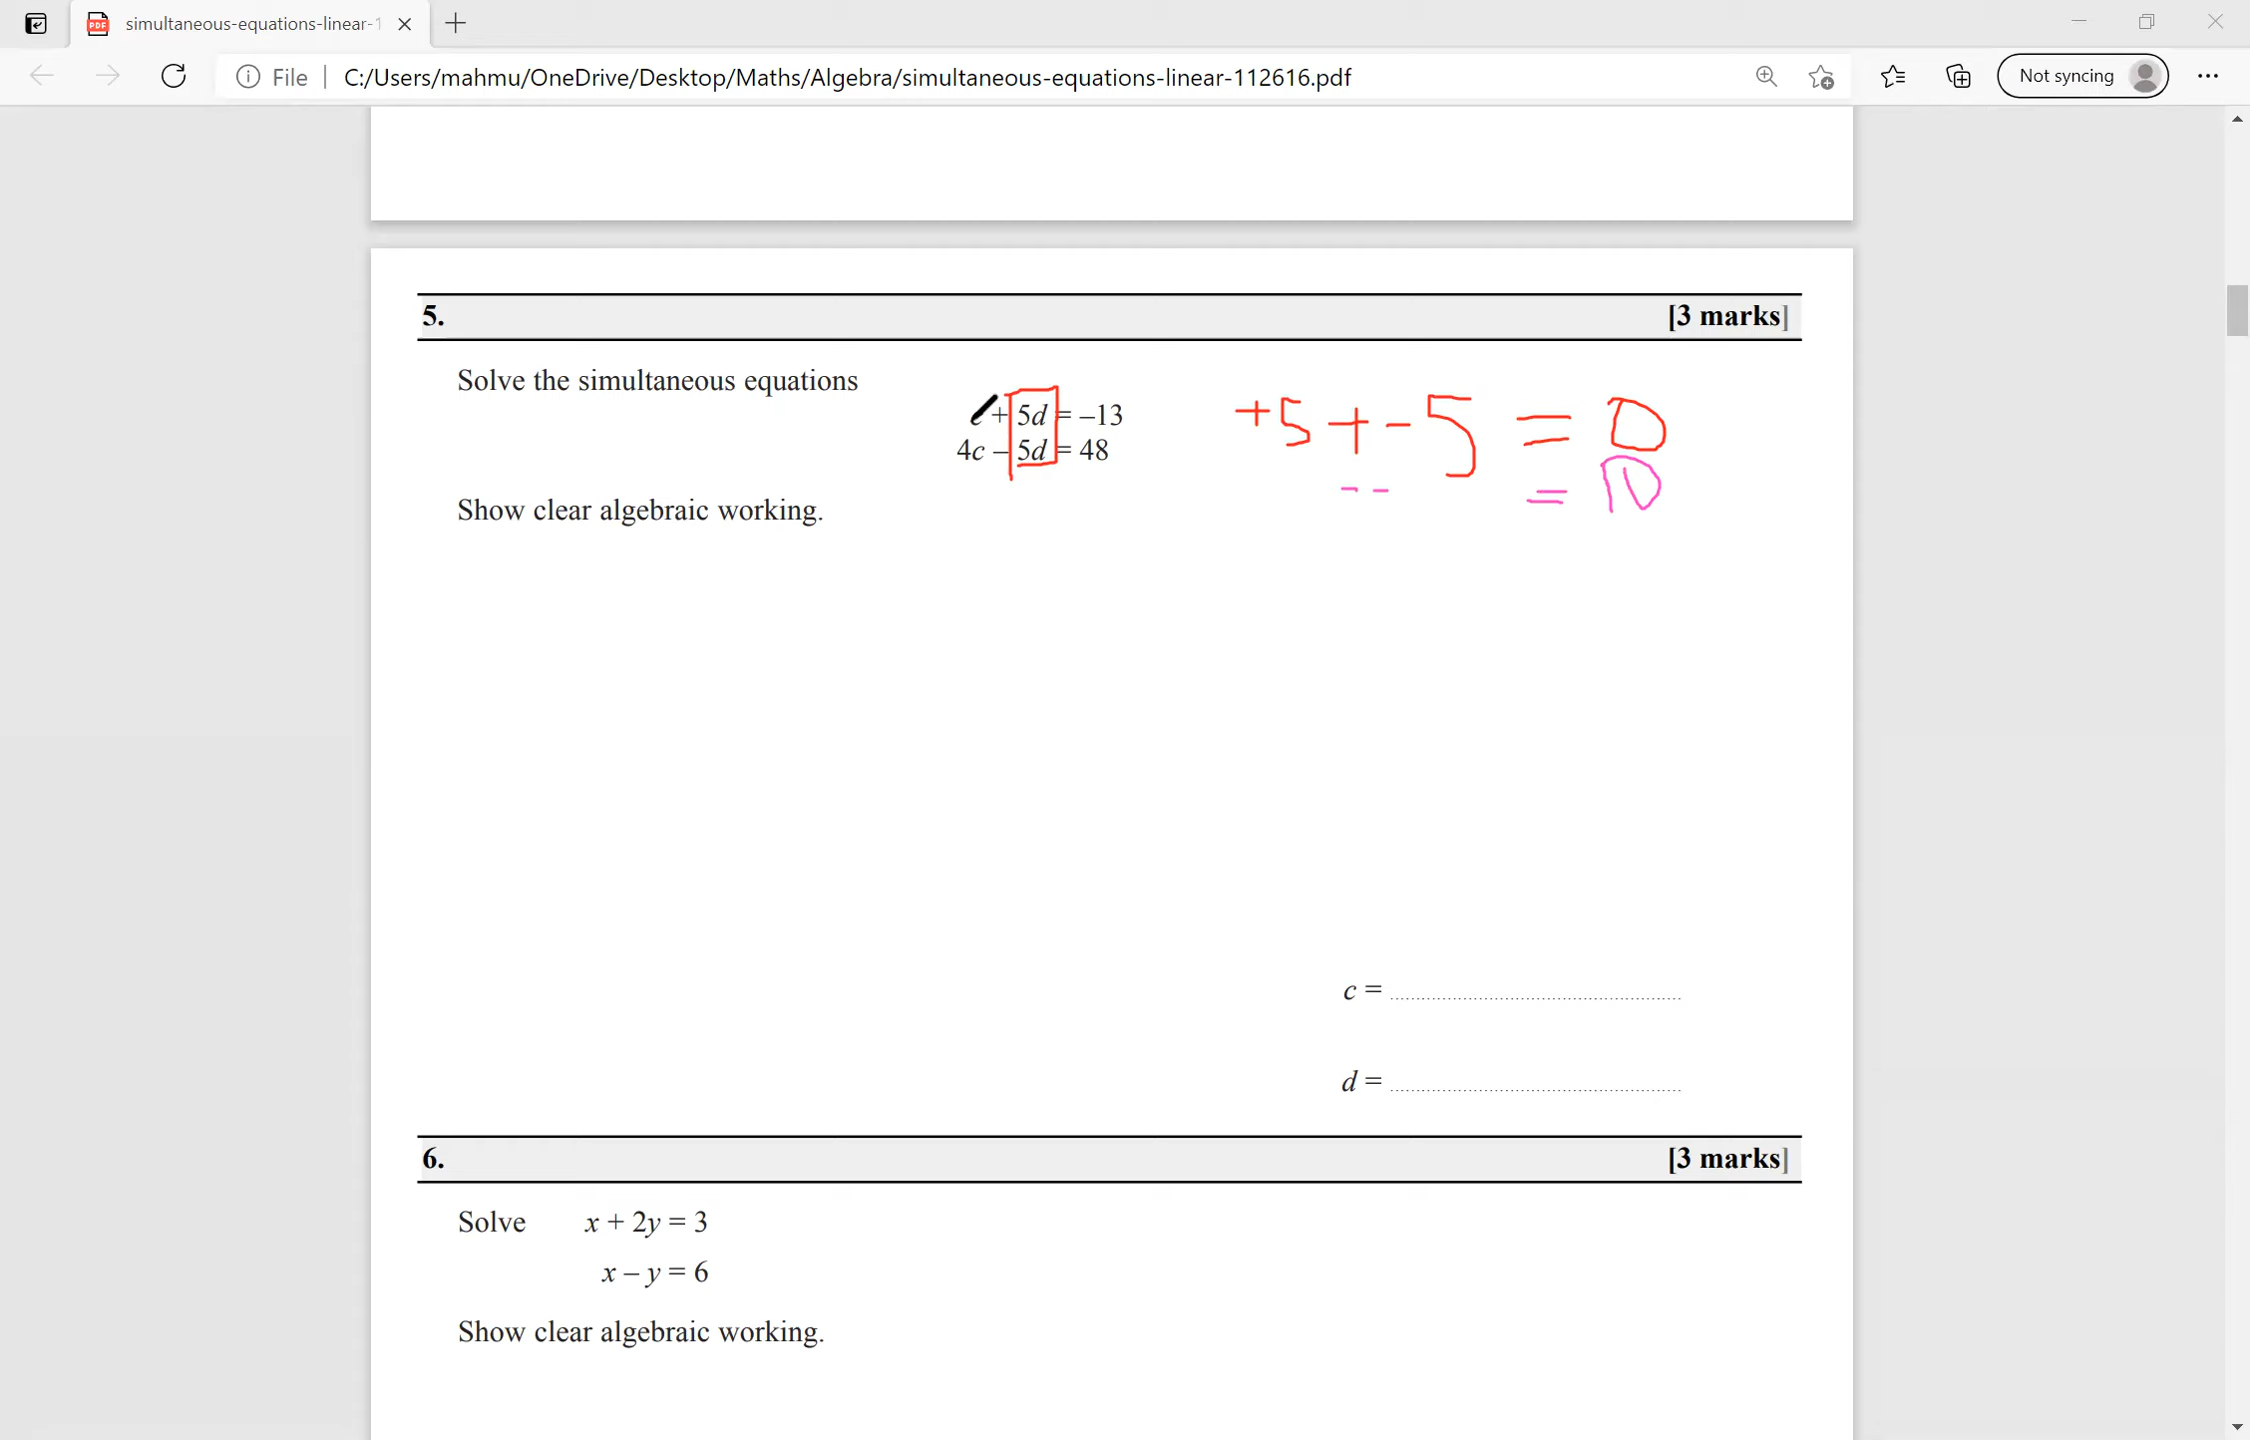 simultaneous-equations-linear-1
File | C:/Users/mahmu/OneDrive/Desktop/Maths/Algebra/simultaneous-equations-linear-112616.pdf
Not syncing
5. [3 marks]
Solve the simultaneous equations
+ 5d = –13
4c – 5d = 48
+5 + - 5 = 0
- - = 10
Show clear algebraic working.
c =
d =
6. [3 marks]
Solve x + 2y = 3
x – y = 6
Show clear algebraic working.